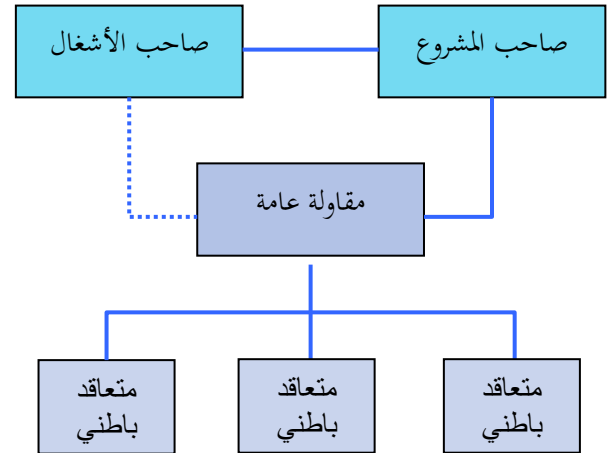 صاحب المشروع
صاحب الأشغال
مقاولة عامة
متعاقد
باطني
متعاقد
باطني
متعاقد
باطني